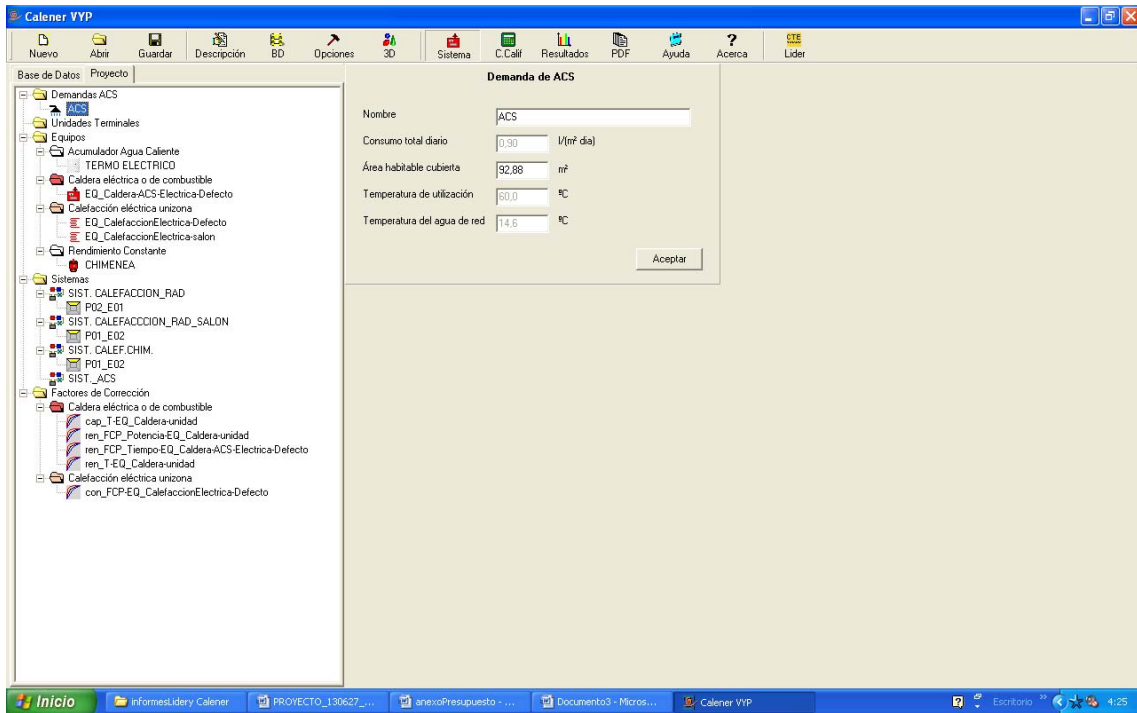 Calener VYP
Nuevo Abrir Guardar Descripción BD Opciones 3D Sistema C.Calif Resultados PDF Ayuda Acerca CTE Lider
Base de Datos Proyecto
Demandas ACS
ACS
Unidades Terminales
Equipos
Acumulador Agua Caliente
TERMO ELECTRICO
Caldera eléctrica o de combustible
EQ_Caldera-ACS-Electrica-Defecto
Calefacción eléctrica unizona
EQ_CalefaccionElectrica-Defecto
EQ_CalefaccionElectrica-salon
Rendimiento Constante
CHIMENEA
Sistemas
SIST. CALEFACCION_RAD
P02_E01
SIST. CALEFACCCION_RAD_SALON
P01_E02
SIST. CALEF.CHIM.
P01_E02
SIST._ACS
Factores de Corrección
Caldera eléctrica o de combustible
cap_T-EQ_Caldera-unidad
ren_FCP_Potencia-EQ_Caldera-unidad
ren_FCP_Tiempo-EQ_Caldera-ACS-Electrica-Defecto
ren_T-EQ_Caldera-unidad
Calefacción eléctrica unizona
con_FCP-EQ_CalefaccionElectrica-Defecto
Demanda de ACS
Nombre ACS
Consumo total diario 0,90 l/(m² dia)
Área habitable cubierta 92,88 m²
Temperatura de utilización 60,0 ºC
Temperatura del agua de red 14,6 ºC
Aceptar
Inicio informesLidery Calener PROYECTO_130627_... anexoPresupuesto - ... Documento3 - Micros... Calener VYP Escritorio » 4:25